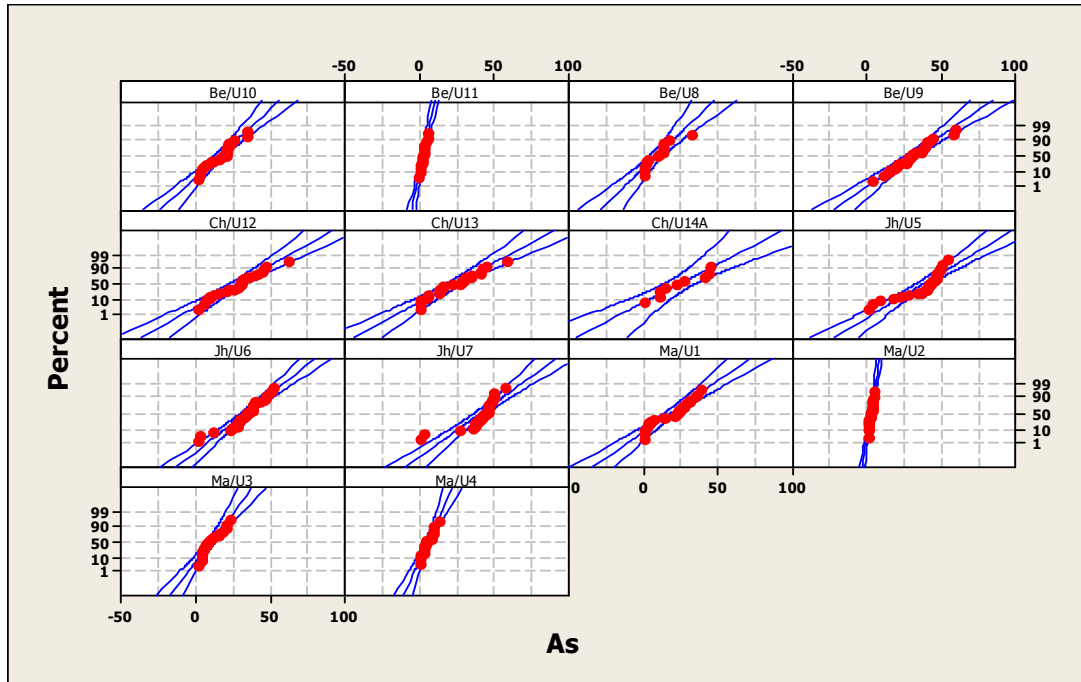 -50 0 50 100 -50 0 50 100
Be/U10 Be/U11 Be/U8 Be/U9
99
90
50
10
1
Ch/U12 Ch/U13 Ch/U14A Jh/U5
99
90
50
10
1
Percent
Jh/U6 Jh/U7 Ma/U1 Ma/U2
99
90
50
10
1
0 0 50 100
Ma/U3 Ma/U4
99
90
50
10
1
-50 0 50 100
As